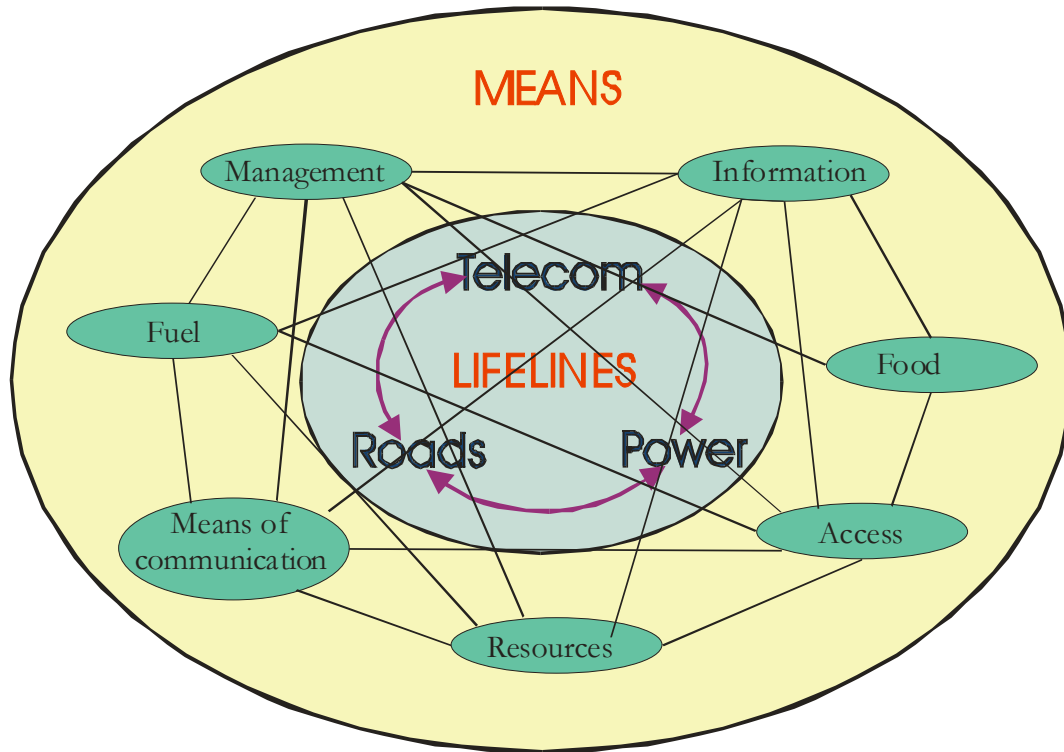 MEANS
Management
Information
Telecom
Fuel
LIFELINES
Food
Roads
Power
Means of
communication
Access
Resources